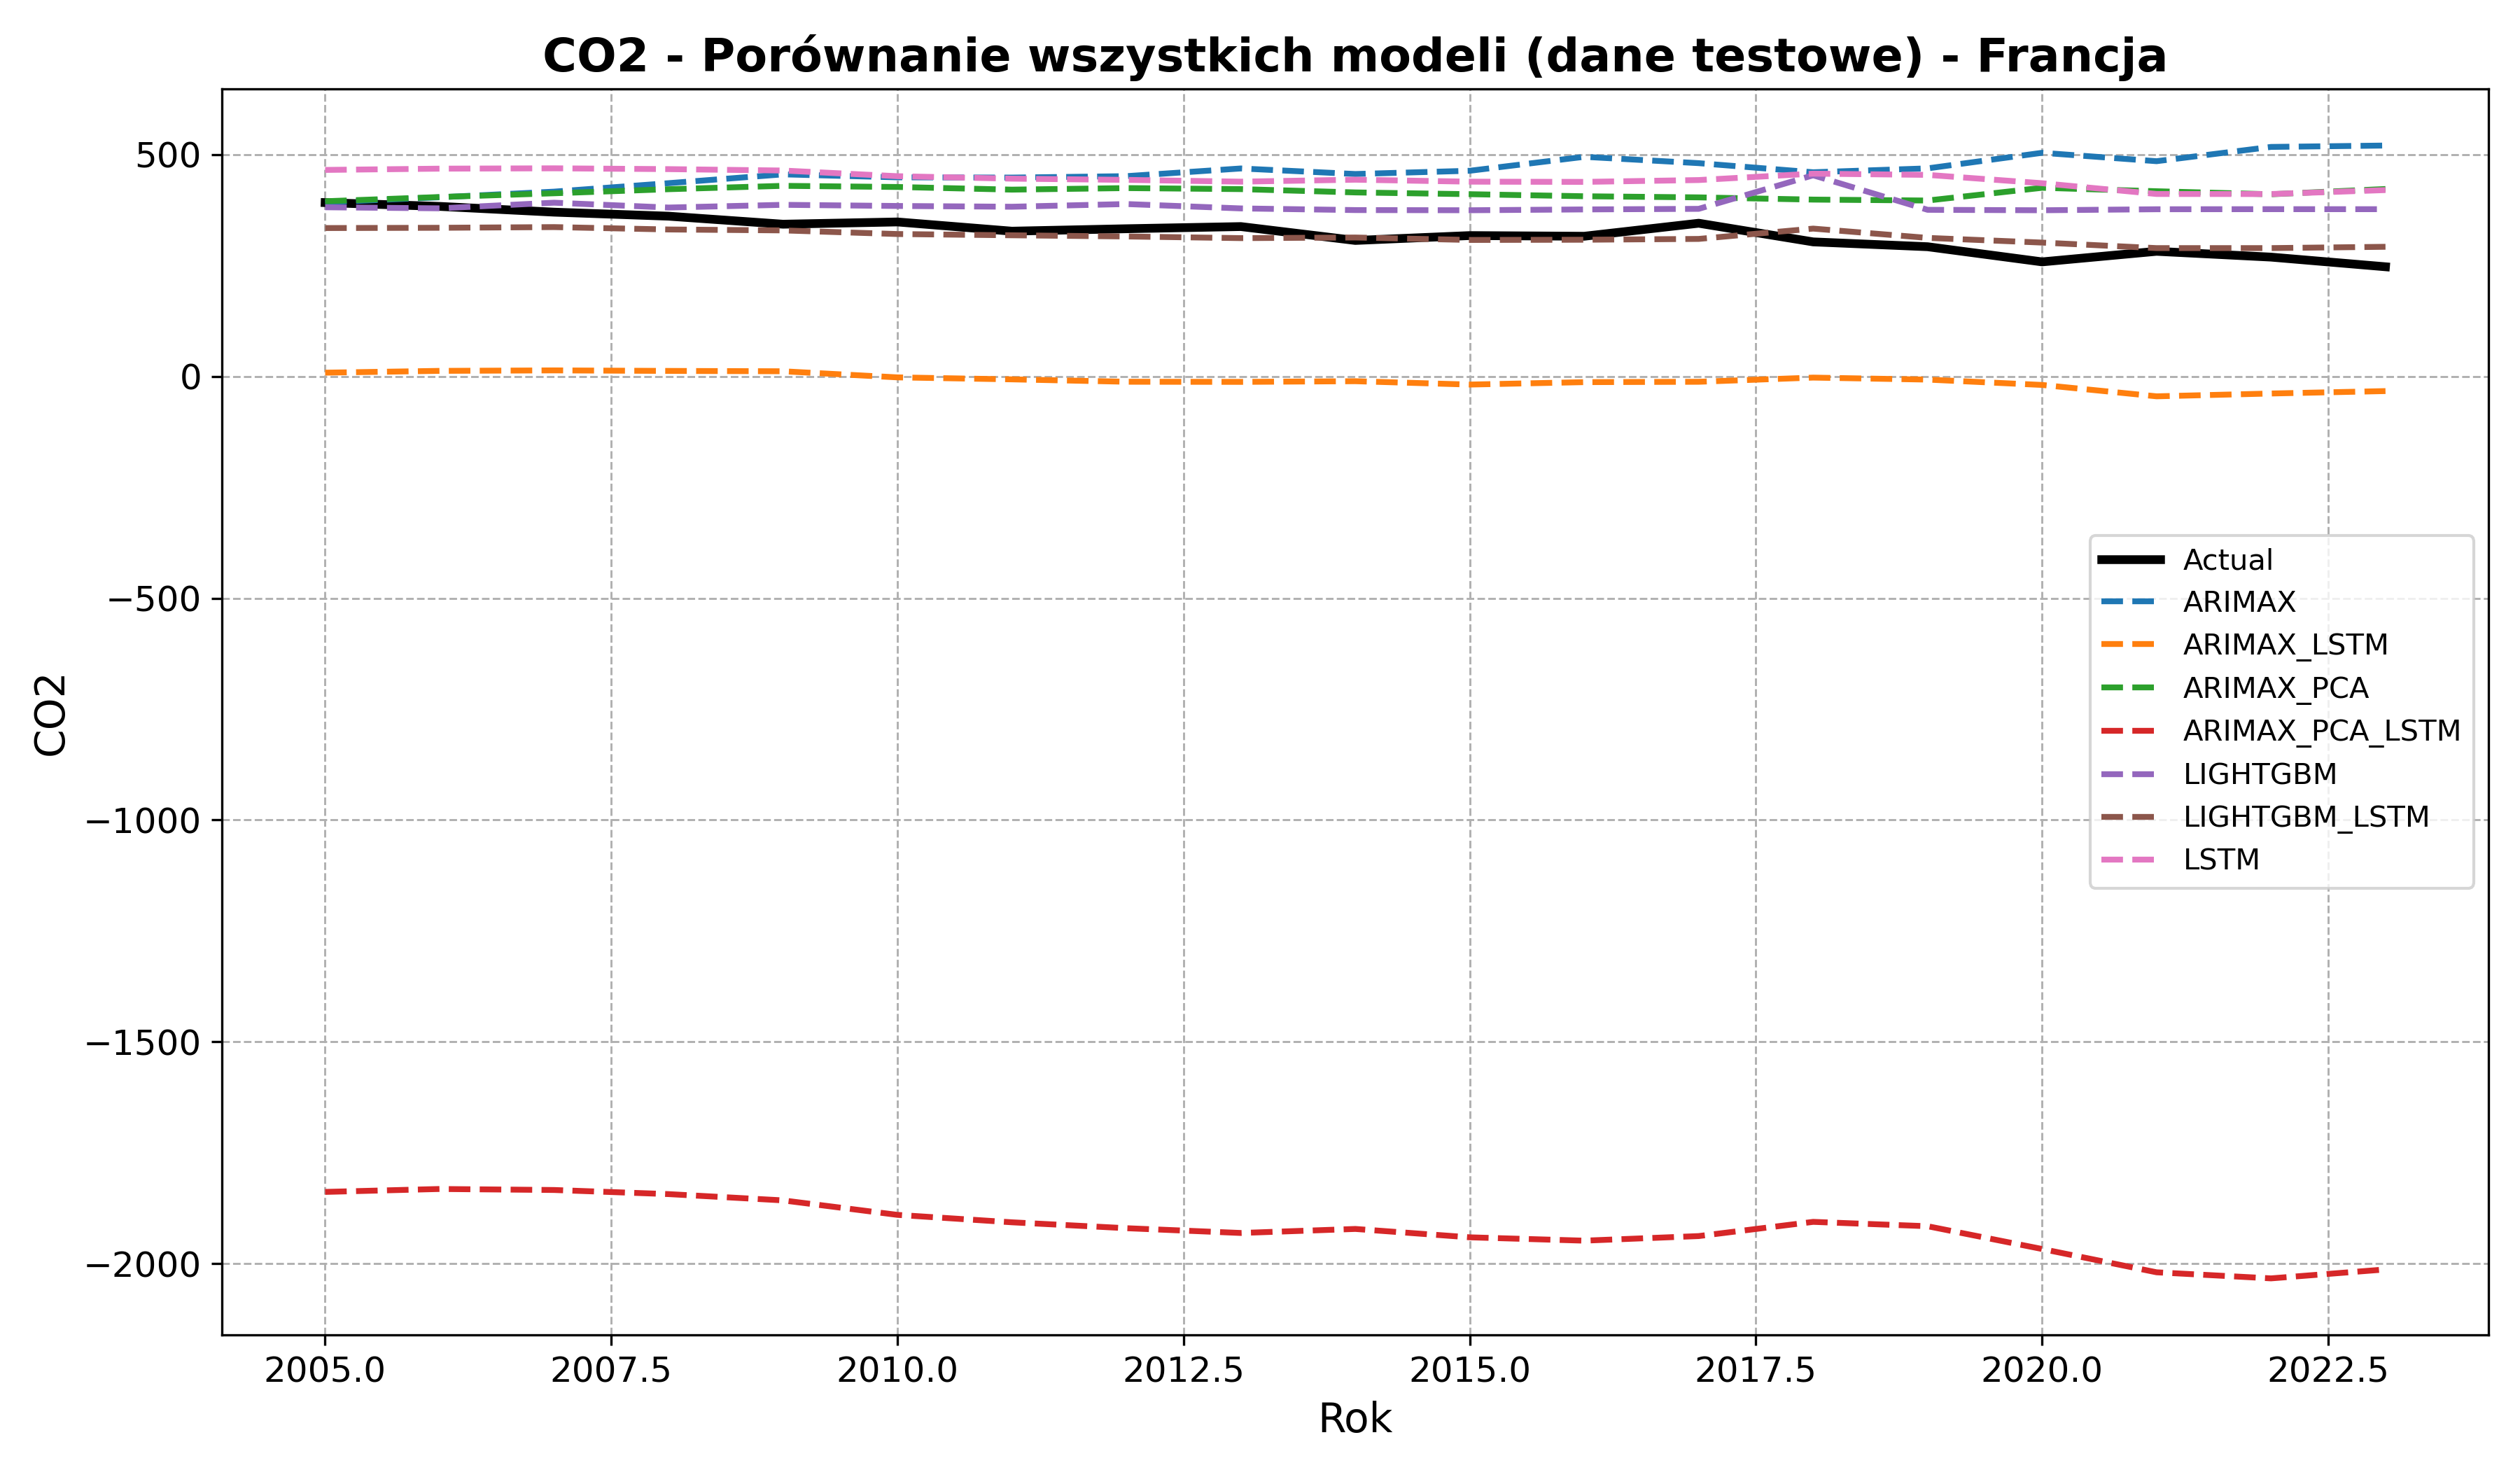 CO2 - Porównanie wszystkich modeli (dane testowe) - Francja
CO2
500
0
−500
−1000
−1500
−2000
Actual
ARIMAX
ARIMAX_LSTM
ARIMAX_PCA
ARIMAX_PCA_LSTM
LIGHTGBM
LIGHTGBM_LSTM
LSTM
2005.0 2007.5 2010.0 2012.5 2015.0 2017.5 2020.0 2022.5
Rok